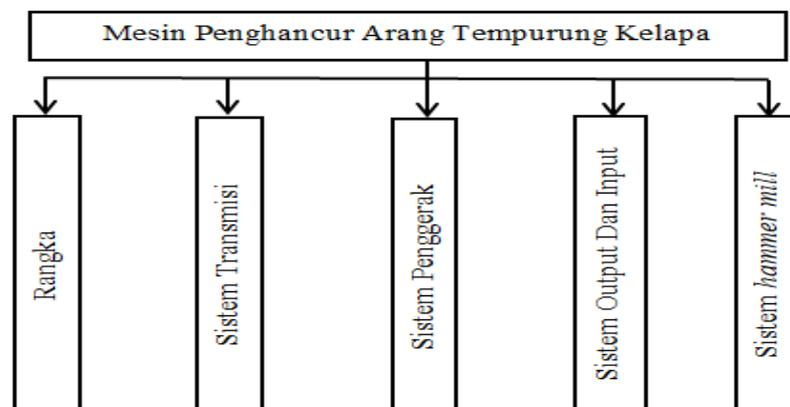 Mesin Penghancur Arang Tempurung Kelapa
Rangka
Sistem Transmisi
Sistem Penggerak
Sistem Output Dan Input
Sistem hammer mill